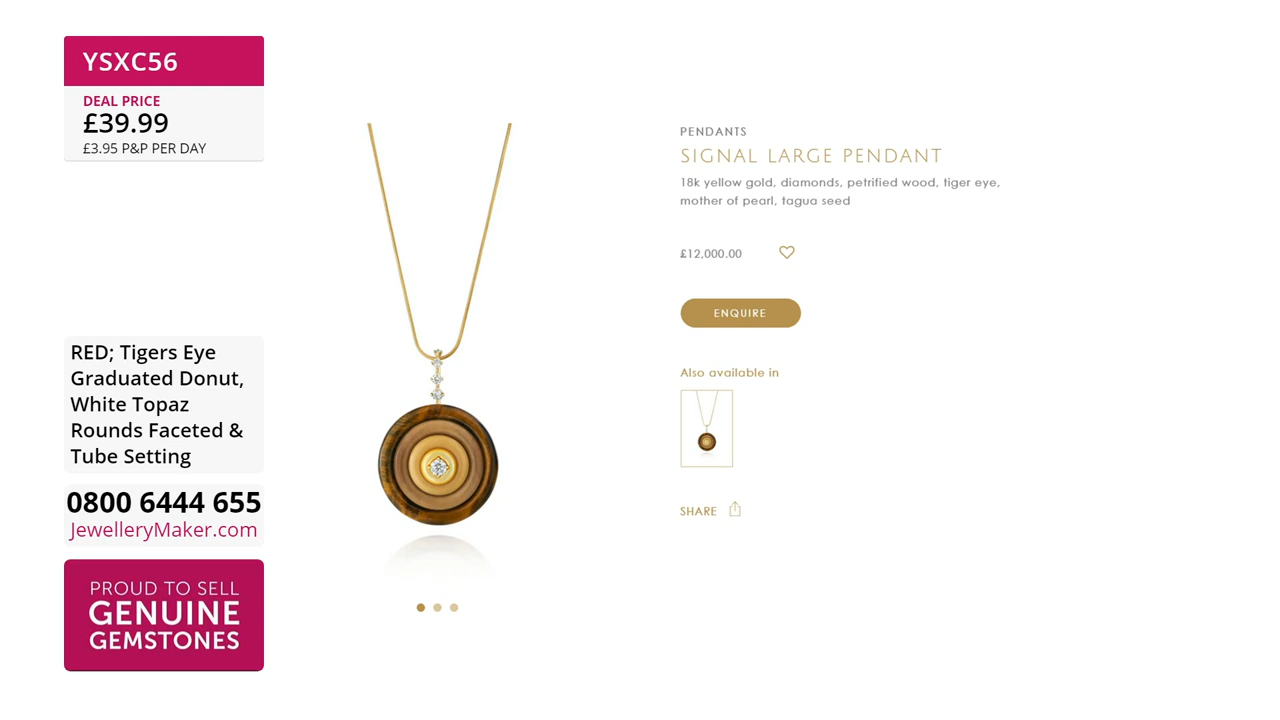 YSXC56
DEAL PRICE
£39.99
£3.95 P&P PER DAY
RED; Tigers Eye
Graduated Donut,
White Topaz
Rounds Faceted &
Tube Setting
0800 6444 655
JewelleryMaker.com
PROUD TO SELL
GENUINE
GEMSTONES
PENDANTS
SIGNAL LARGE PENDANT
18k yellow gold, diamonds, petrified wood, tiger eye,
mother of pearl, tagua seed
£12,000.00
ENQUIRE
Also available in
SHARE